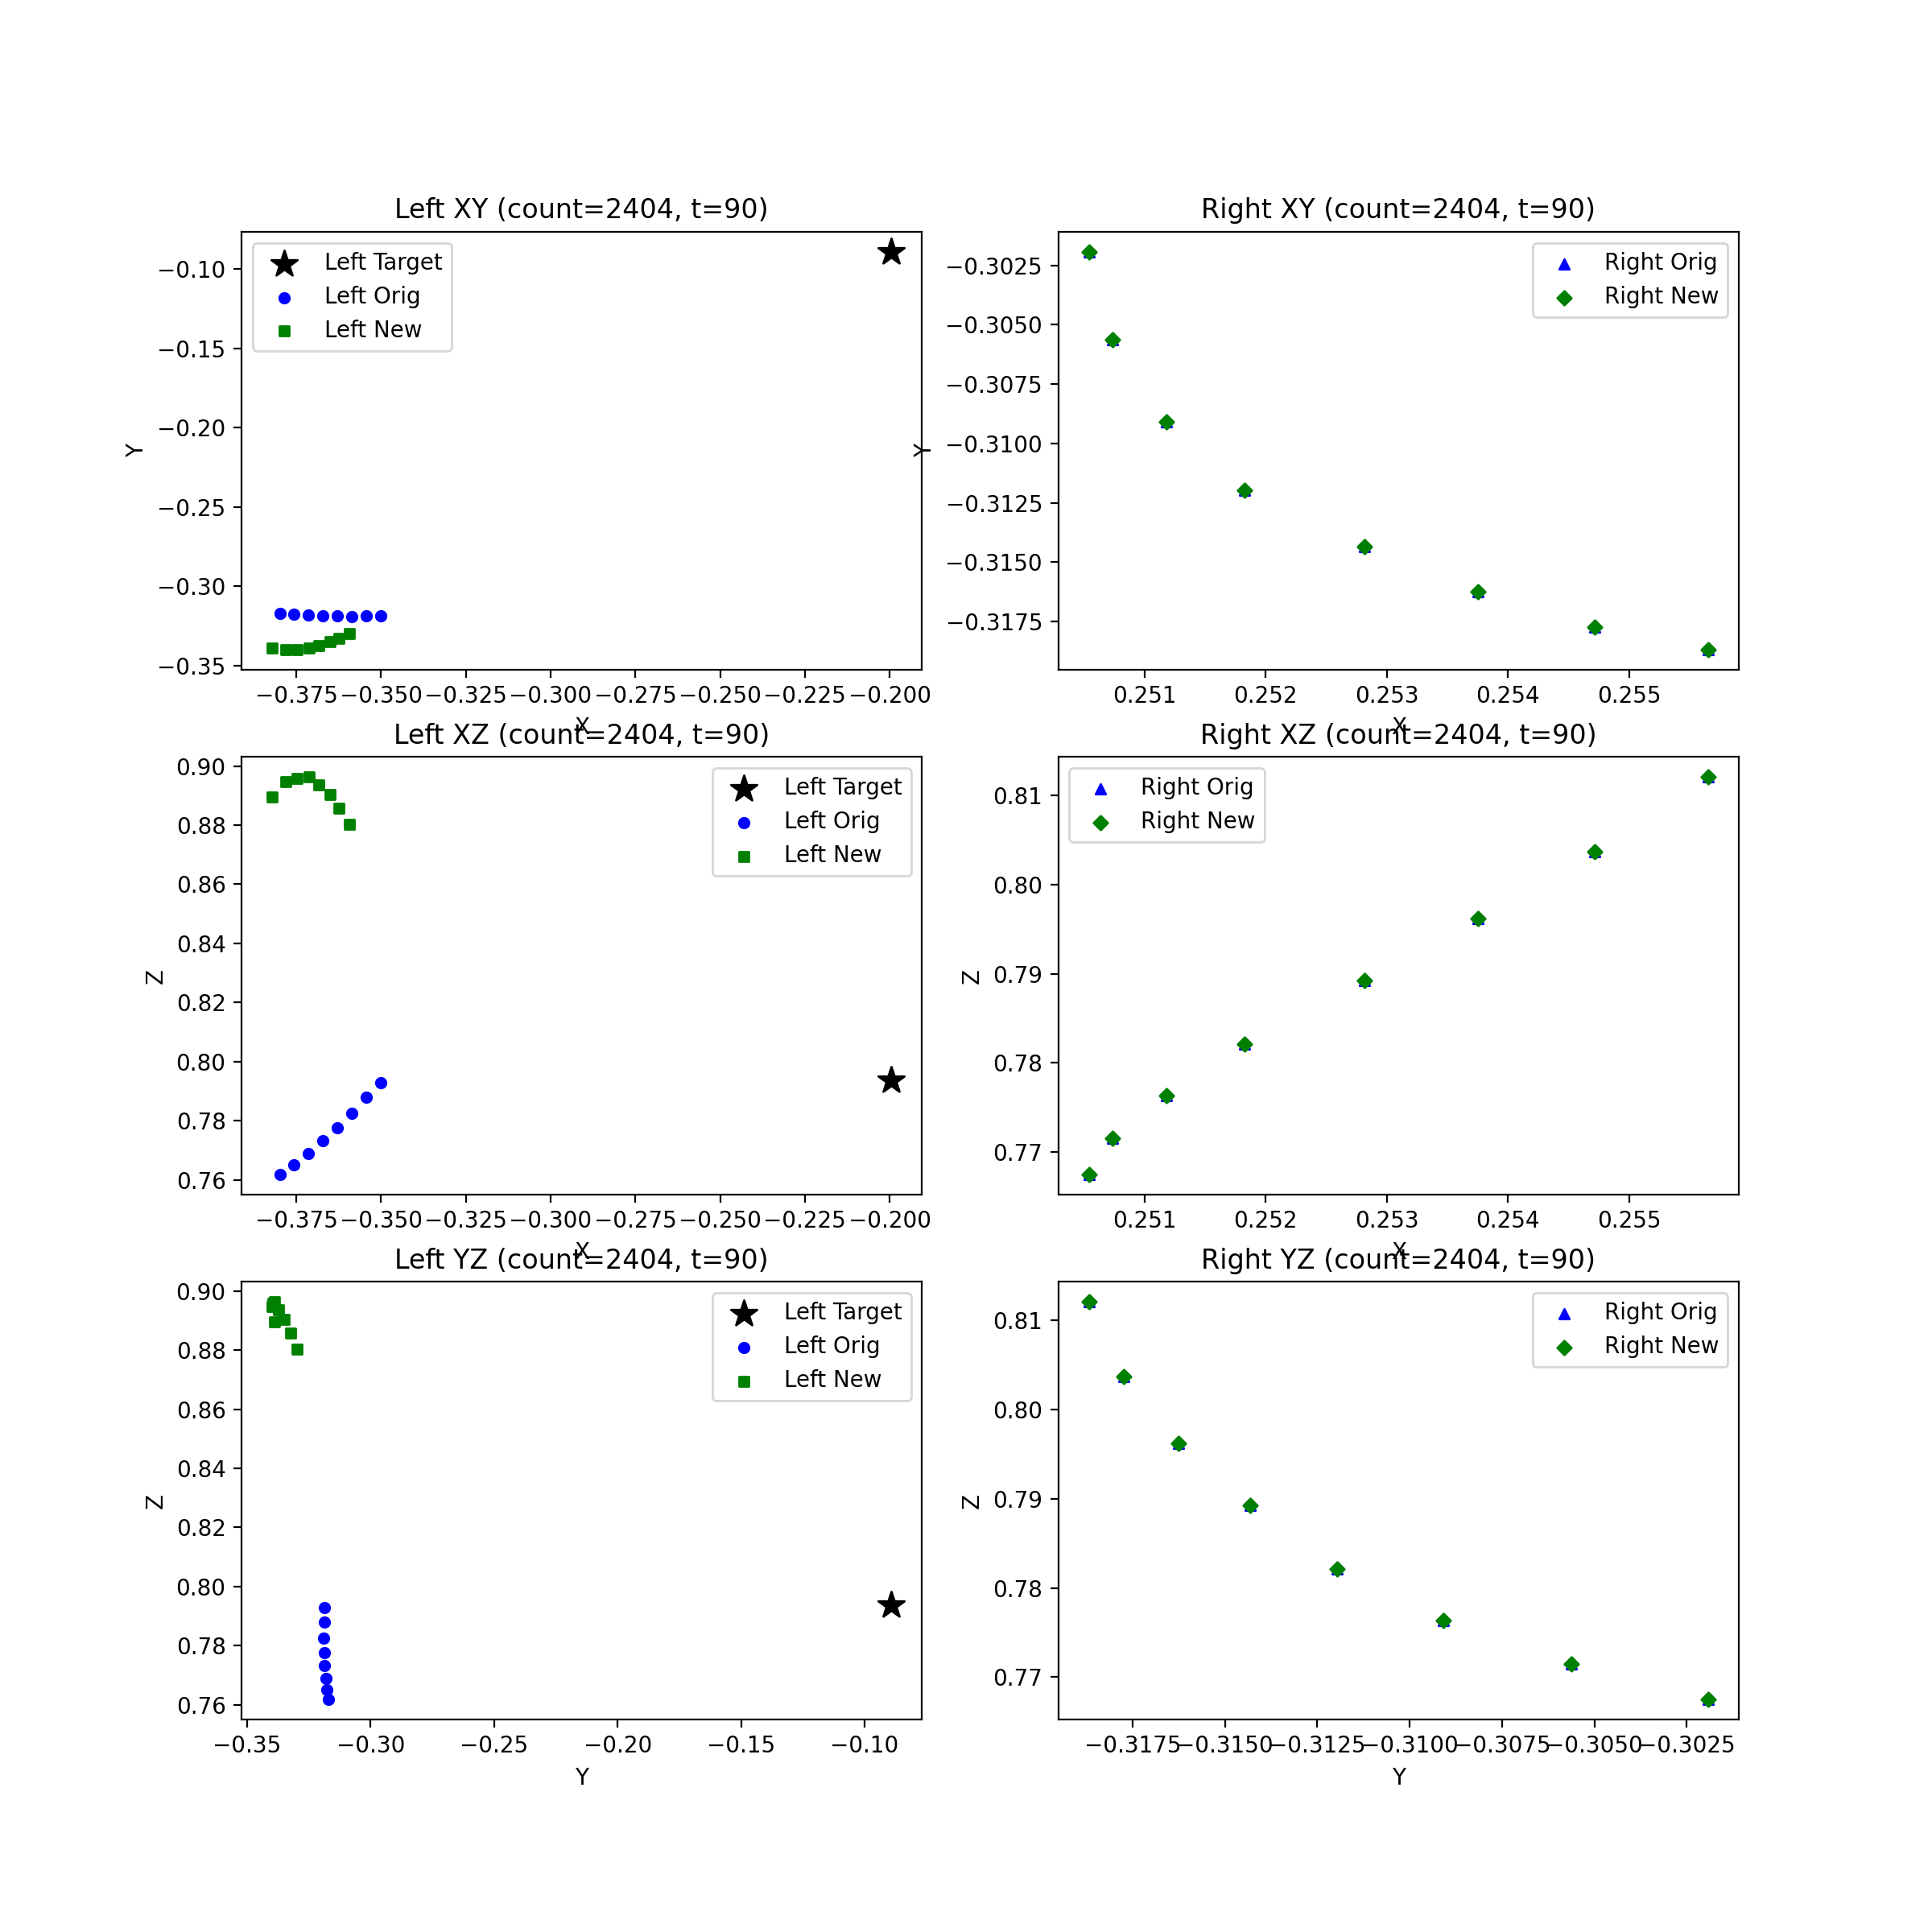 Left XY (count=2404, t=90)
Left Target
Left Orig
Left New
−0.10
−0.15
−0.20
−0.25
−0.30
−0.35
Y
−0.375 −0.350 −0.325 −0.300 −0.275 −0.250 −0.225 −0.200
X
Right XY (count=2404, t=90)
Right Orig
Right New
−0.3025
−0.3050
−0.3075
−0.3100
−0.3125
−0.3150
−0.3175
Y
0.251 0.252 0.253 0.254 0.255
X
Left XZ (count=2404, t=90)
Left Target
Left Orig
Left New
0.90
0.88
0.86
0.84
0.82
0.80
0.78
0.76
Z
−0.375 −0.350 −0.325 −0.300 −0.275 −0.250 −0.225 −0.200
X
Right XZ (count=2404, t=90)
Right Orig
Right New
0.81
0.80
0.79
0.78
0.77
Z
0.251 0.252 0.253 0.254 0.255
X
Left YZ (count=2404, t=90)
Left Target
Left Orig
Left New
0.90
0.88
0.86
0.84
0.82
0.80
0.78
0.76
Z
−0.35 −0.30 −0.25 −0.20 −0.15 −0.10
Y
Right YZ (count=2404, t=90)
Right Orig
Right New
0.81
0.80
0.79
0.78
0.77
Z
−0.3175 −0.3150 −0.3125 −0.3100 −0.3075 −0.3050 −0.3025
Y